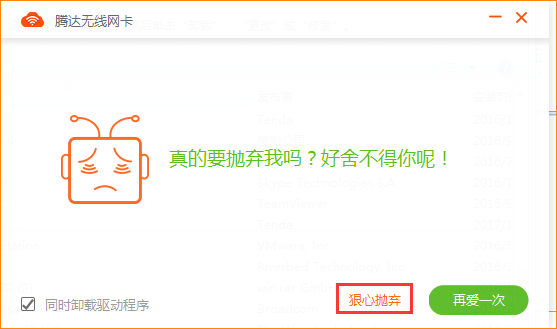 腾达无线网卡
真的要抛弃我吗？好舍不得你呢！
同时卸载驱动程序
狠心抛弃
再爱一次